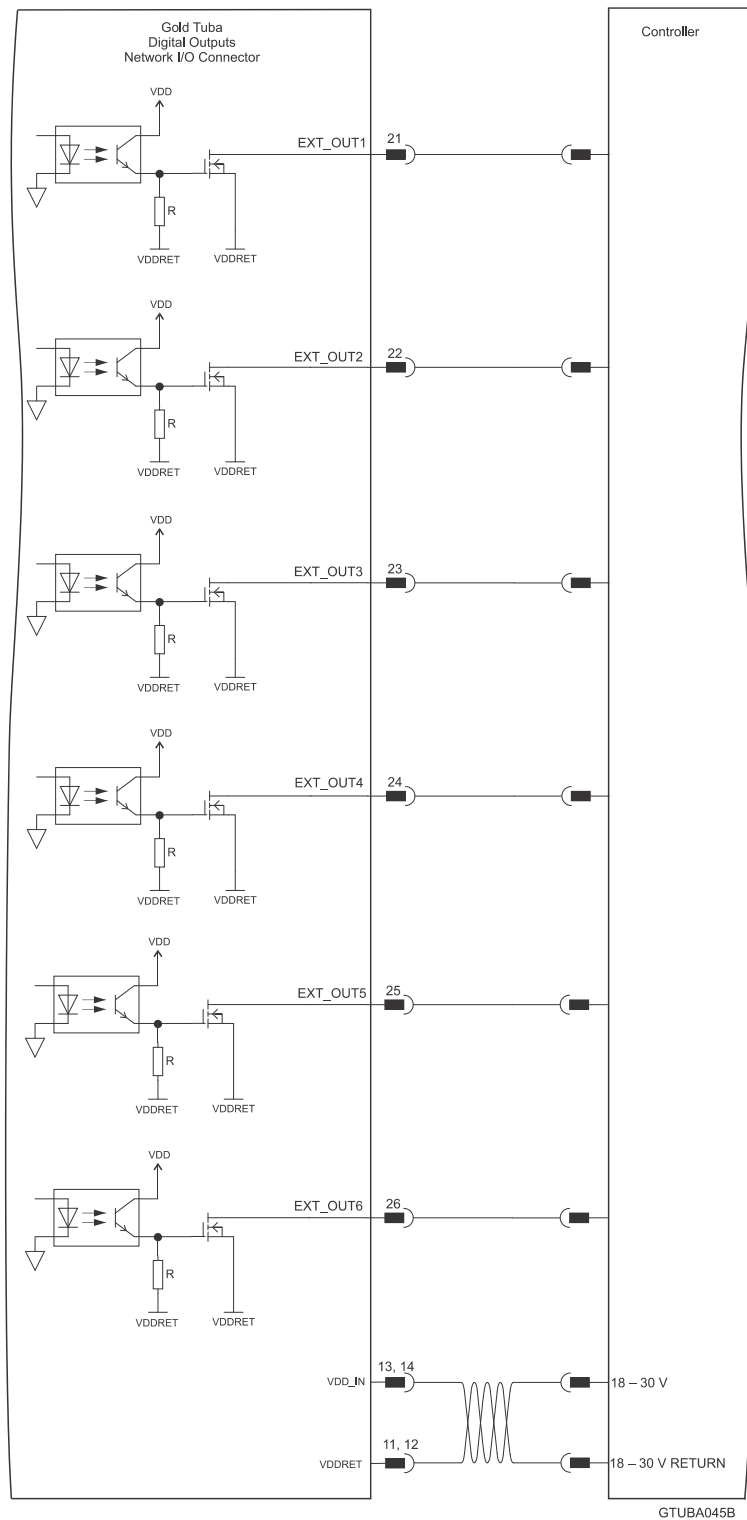 Gold Tuba
Digital Outputs
Network I/O Connector
Controller
VDD
EXT_OUT1
21
R
VDDRET
VDDRET
VDD
EXT_OUT2
22
R
VDDRET
VDDRET
VDD
EXT_OUT3
23
R
VDDRET
VDDRET
VDD
EXT_OUT4
24
R
VDDRET
VDDRET
VDD
EXT_OUT5
25
R
VDDRET
VDDRET
VDD
EXT_OUT6
26
R
VDDRET
VDDRET
VDD_IN
13, 14
18 – 30 V
VDDRET
11, 12
18 – 30 V RETURN
GTUBA045B